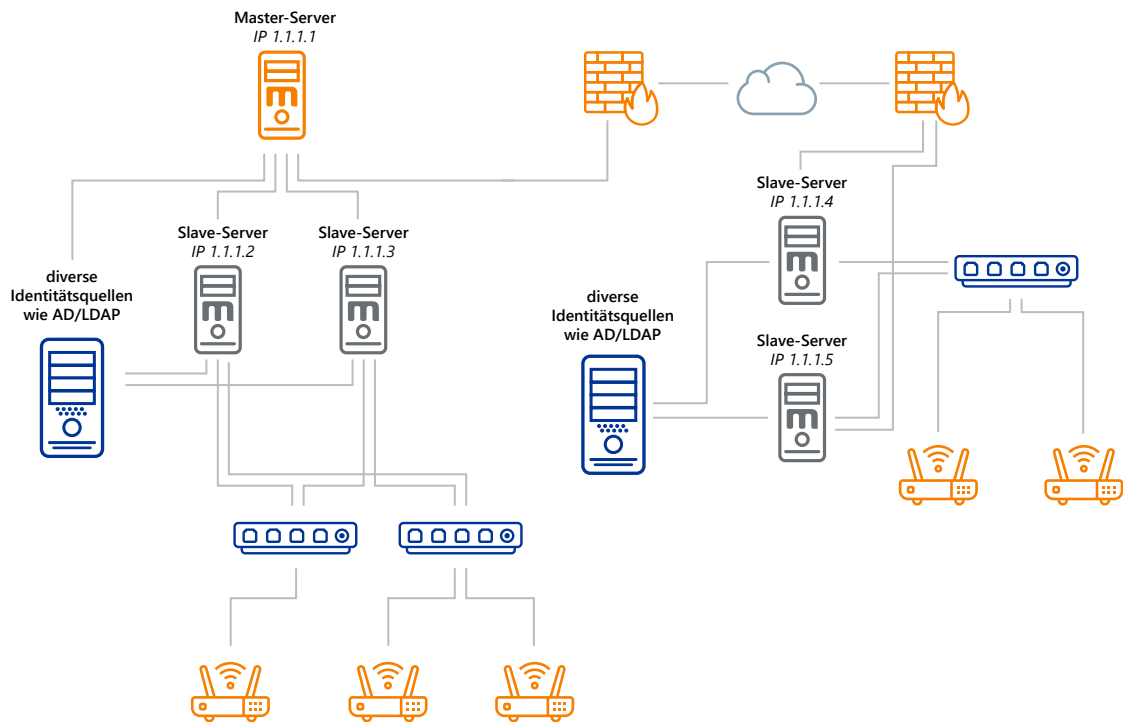 Master-Server
IP 1.1.1.1
Slave-Server
IP 1.1.1.2
Slave-Server
IP 1.1.1.3
diverse
Identitätsquellen
wie AD/LDAP
Slave-Server
IP 1.1.1.4
diverse
Identitätsquellen
wie AD/LDAP
Slave-Server
IP 1.1.1.5
m
m
m
m
m